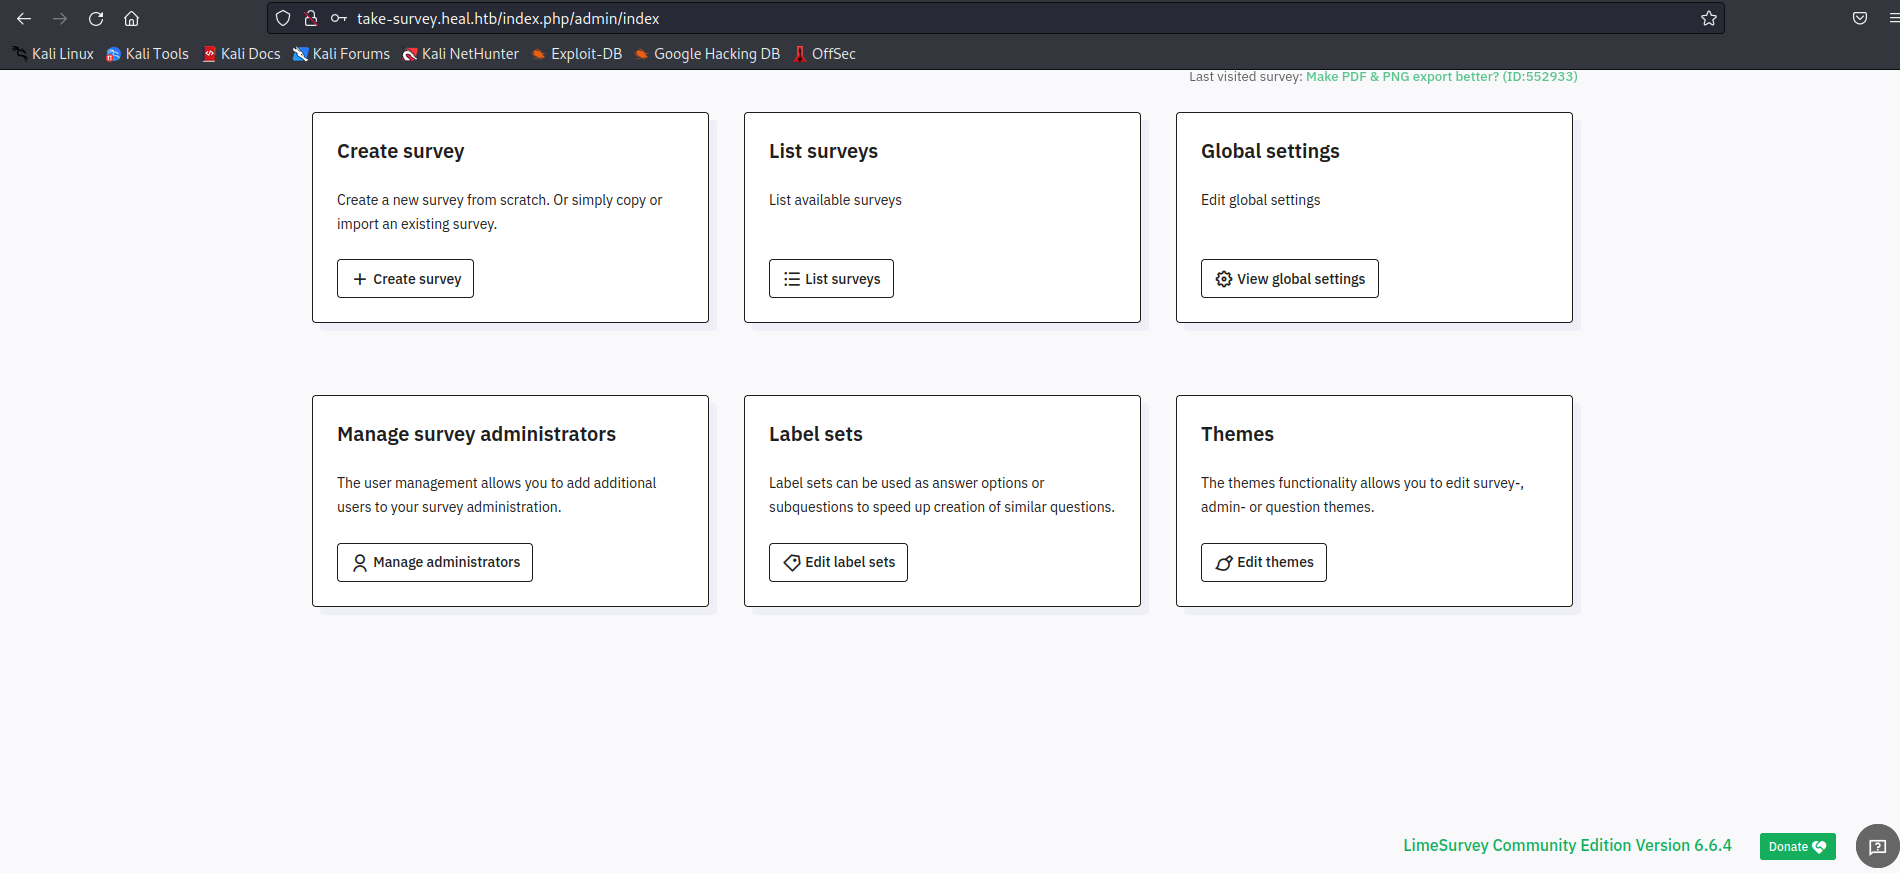 take-survey.heal.htb/index.php/admin/index
Kali Linux Kali Tools Kali Docs Kali Forums Kali NetHunter Exploit-DB Google Hacking DB OffSec
Last visited survey: Make PDF & PNG export better? (ID:552933)
Create survey
Create a new survey from scratch. Or simply copy or
import an existing survey.
Create survey
List surveys
List available surveys
List surveys
Global settings
Edit global settings
View global settings
Manage survey administrators
The user management allows you to add additional
users to your survey administration.
Manage administrators
Label sets
Label sets can be used as answer options or
subquestions to speed up creation of similar questions.
Edit label sets
Themes
The themes functionality allows you to edit survey-,
admin- or question themes.
Edit themes
LimeSurvey Community Edition Version 6.6.4
Donate